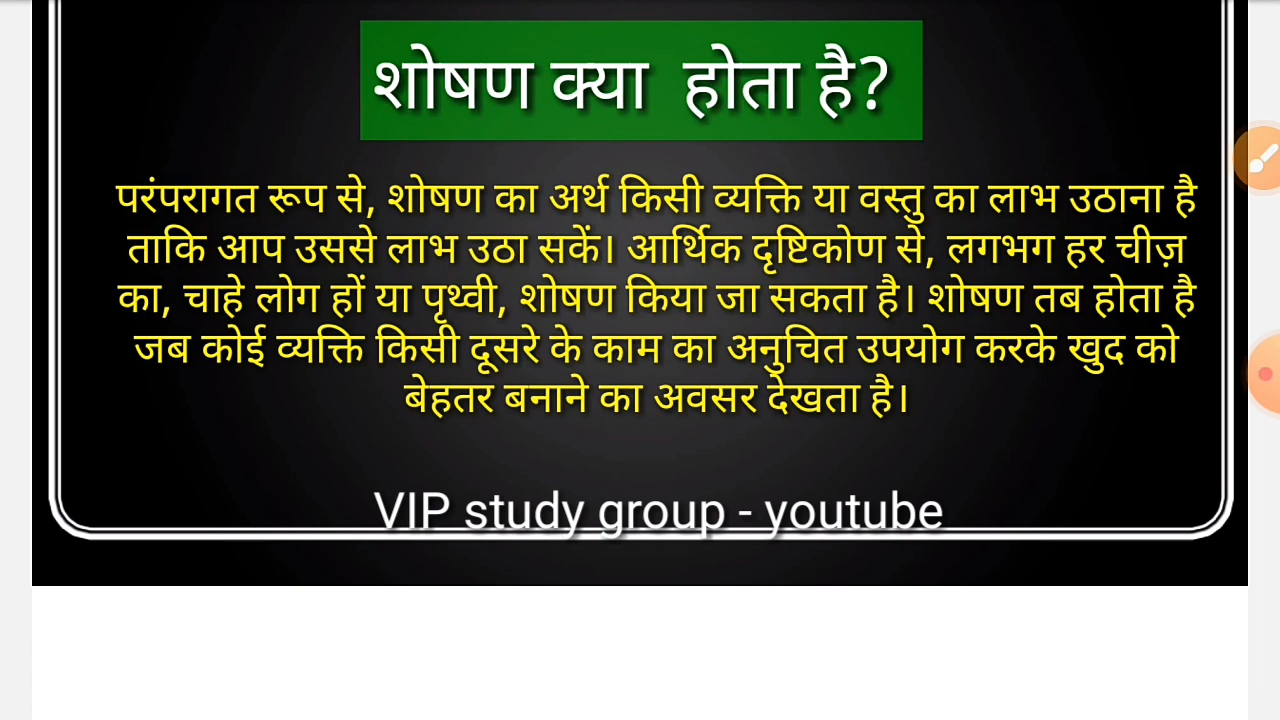 शोषण क्या होता है?
परंपरागत रूप से, शोषण का अर्थ किसी व्यक्ति या वस्तु का लाभ उठाना है
ताकि आप उससे लाभ उठा सकें। आर्थिक दृष्टिकोण से, लगभग हर चीज़
का, चाहे लोग हों या पृथ्वी, शोषण किया जा सकता है। शोषण तब होता है
जब कोई व्यक्ति किसी दूसरे के काम का अनुचित उपयोग करके खुद को
बेहतर बनाने का अवसर देखता है।
VIP study group - youtube